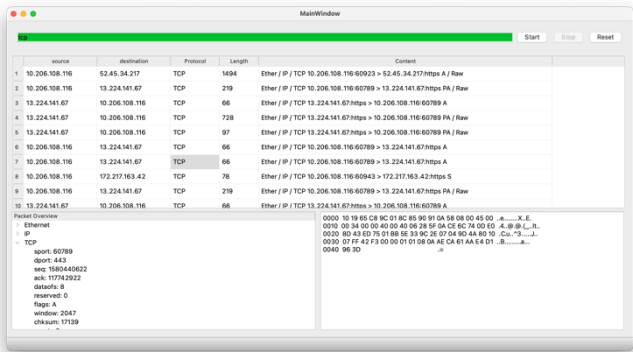 MainWindow
tcp
Start Stop Reset
source destination Protocol Length Content
1 10.206.108.116 52.45.34.217 TCP 1494 Ether / IP / TCP 10.206.108.116:60923 > 52.45.34.217:https A / Raw
2 10.206.108.116 13.224.141.67 TCP 219 Ether / IP / TCP 10.206.108.116:60789 > 13.224.141.67:https PA / Raw
3 13.224.141.67 10.206.108.116 TCP 66 Ether / IP / TCP 13.224.141.67:https > 10.206.108.116:60789 A
4 13.224.141.67 10.206.108.116 TCP 728 Ether / IP / TCP 13.224.141.67:https > 10.206.108.116:60789 PA / Raw
5 13.224.141.67 10.206.108.116 TCP 97 Ether / IP / TCP 13.224.141.67:https > 10.206.108.116:60789 PA / Raw
6 10.206.108.116 13.224.141.67 TCP 66 Ether / IP / TCP 10.206.108.116:60789 > 13.224.141.67:https A
7 10.206.108.116 13.224.141.67 TCP 66 Ether / IP / TCP 10.206.108.116:60789 > 13.224.141.67:https A
8 10.206.108.116 172.217.163.42 TCP 78 Ether / IP / TCP 10.206.108.116:60943 > 172.217.163.42:https S
9 10.206.108.116 13.224.141.67 TCP 219 Ether / IP / TCP 10.206.108.116:60789 > 13.224.141.67:https PA / Raw
10 13.224.141.67 10.206.108.116 TCP 66 Ether / IP / TCP 13.224.141.67:https > 10.206.108.116:60789 A
Packet Overview
Ethernet
IP
TCP
sport: 60789
dport: 443
seq: 1580440622
ack: 117742922
dataofs: 8
reserved: 0
flags: A
window: 2047
chksum: 17139
0000 10 19 65 C8 9C 01 8C 85 90 91 0A 58 08 00 45 00 ..e........X..E.
0010 00 34 00 00 40 00 40 06 28 5F 0A CE 6C 74 0D E0 .4..@.@.(_..lt..
0020 8D 43 ED 75 01 BB 5E 33 9C 2E 07 04 9D 4A 80 10 .C.u..^3.....J..
0030 07 FF 42 F3 00 00 01 01 08 0A AE CA 61 AA E4 D1 ..B.........a...
0040 96 3D .=